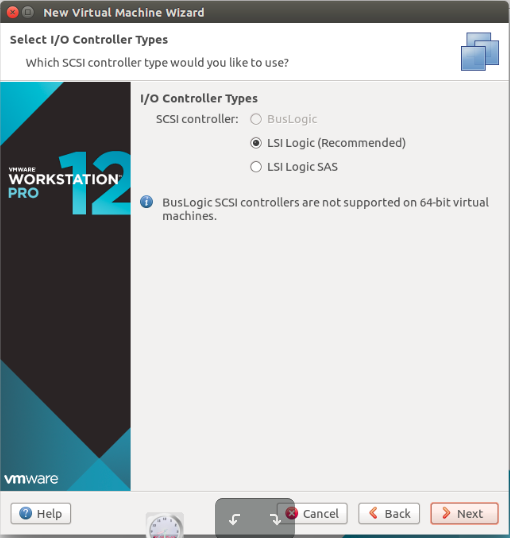 New Virtual Machine Wizard
Select I/O Controller Types
Which SCSI controller type would you like to use?
VMWARE
WORKSTATION 12
PRO
I/O Controller Types
SCSI controller:
BusLogic
LSI Logic (Recommended)
LSI Logic SAS
BusLogic SCSI controllers are not supported on 64-bit virtual
machines.
vmware
Help
Cancel
Back
Next